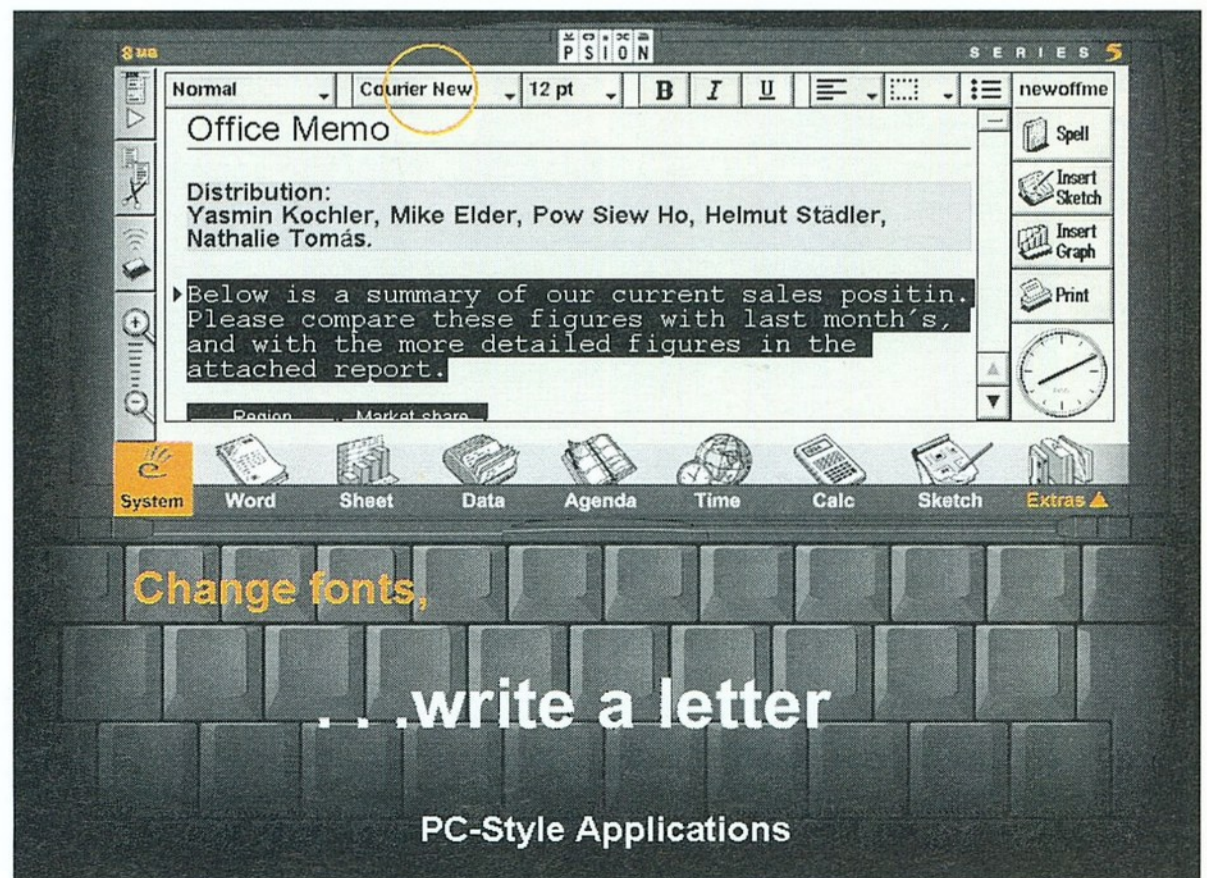 8 MB
PSION
SERIES 5
Normal Courier New 12 pt B I U newoffme
Office Memo
Spell
Distribution:
Yasmin Kochler, Mike Elder, Pow Siew Ho, Helmut Städler,
Nathalie Tomás.
Insert
Sketch
Insert
Graph
Below is a summary of our current sales positin.
Please compare these figures with last month´s,
and with the more detailed figures in the
attached report.
Print
Region Market share
System Word Sheet Data Agenda Time Calc Sketch Extras
Change fonts,
. . .write a letter
PC-Style Applications